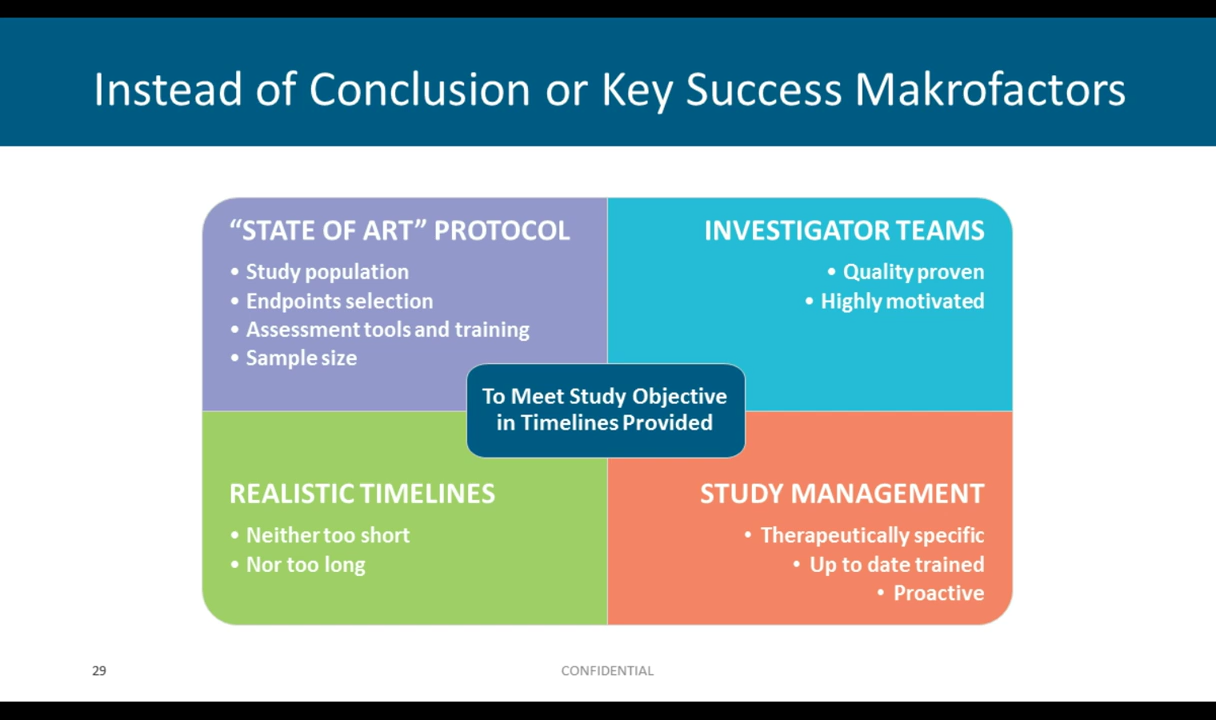 Instead of Conclusion or Key Success Makrofactors
“STATE OF ART” PROTOCOL
• Study population
• Endpoints selection
• Assessment tools and training
• Sample size
INVESTIGATOR TEAMS
• Quality proven
• Highly motivated
To Meet Study Objective
in Timelines Provided
REALISTIC TIMELINES
• Neither too short
• Nor too long
STUDY MANAGEMENT
• Therapeutically specific
• Up to date trained
• Proactive
29
CONFIDENTIAL